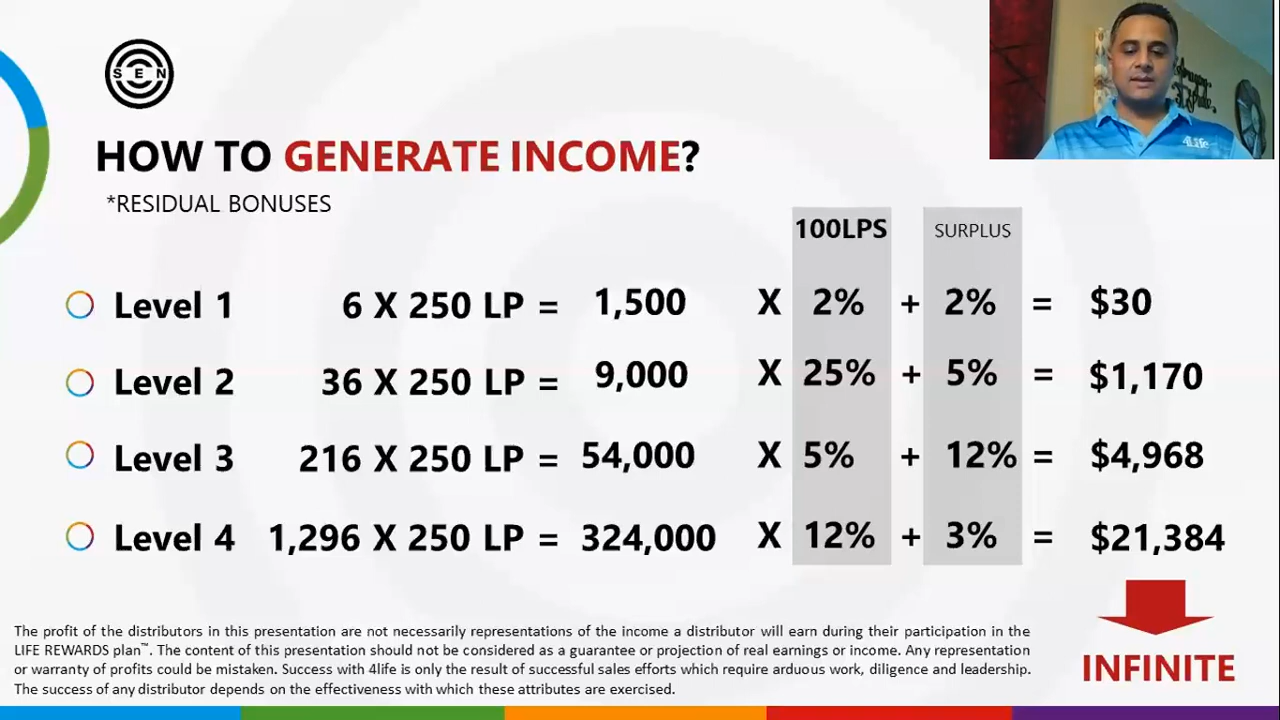 SEN
4Life
HOW TO GENERATE INCOME?
*RESIDUAL BONUSES
100LPS SURPLUS
Level 1 6 X 250 LP = 1,500 X 2% + 2% = $30
Level 2 36 X 250 LP = 9,000 X 25% + 5% = $1,170
Level 3 216 X 250 LP = 54,000 X 5% + 12% = $4,968
Level 4 1,296 X 250 LP = 324,000 X 12% + 3% = $21,384
The profit of the distributors in this presentation are not necessarily representations of the income a distributor will earn during their participation in the
LIFE REWARDS plan™. The content of this presentation should not be considered as a guarantee or projection of real earnings or income. Any representation
or warranty of profits could be mistaken. Success with 4life is only the result of successful sales efforts which require arduous work, diligence and leadership.
The success of any distributor depends on the effectiveness with which these attributes are exercised.
INFINITE